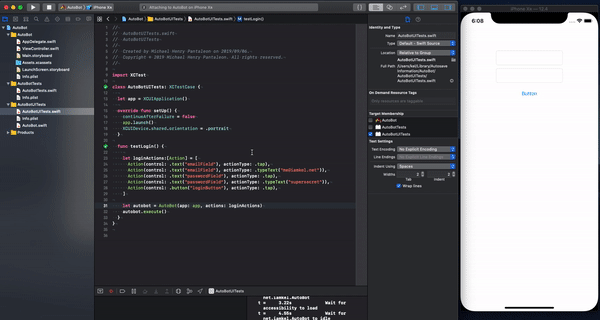 AutoBot
iPhone Xʀ
Attaching to AutoBot on iPhone Xʀ
AutoBot
AutoBot
AppDelegate.swift
ViewController.swift
Main.storyboard
Assets.xcassets
LaunchScreen.storyboard
Info.plist
AutoBotTests
AutoBotTests.swift
Info.plist
AutoBotUITests
AutoBotUITests.swift
Info.plist
Products
AutoBot
AutoBotUITests
AutoBotUITests.swift
testLogin()
//
// AutoBotUITests.swift
// AutoBotUITests
//
// Created by Michael Henry Pantaleon on 2019/09/06.
// Copyright © 2019 Michael Henry Pantaleon. All rights reserved.
//
import XCTest
class AutoBotUITests: XCTestCase {
let app = XCUIApplication()
override func setUp() {
continueAfterFailure = false
app.launch()
XCUIDevice.shared.orientation = .portrait
}
func testLogin() {
let loginActions:[Action] = [
Action(control: .text("emailField"), actionType: .tap),
Action(control: .text("emailField"), actionType: .typeText("me@iamkel.net")),
Action(control: .text("passwordField"), actionType: .tap),
Action(control: .text("passwordField"), actionType: .typeText("supersecret")),
Action(control: .button("loginButton"), actionType: .tap),
]
let autobot = AutoBot(app: app, actions: loginActions)
autobot.execute()
}
}
AutoBotUITests
net.iamkel.AutoBot
t = 3.22s Wait for
accessibility to load
t = 4.55s Wait for
net.iamkel.AutoBot to idle
Identity and Type
Name AutoBotUITests.swift
Type Default - Swift Source
Location Relative to Group
AutoBotUITests.swift
Full Path
Information/AutoBot/
AutoBotUITests/
AutoBotUITests.swift
On Demand Resource Tags
Only resources are taggable
Target Membership
AutoBot
AutoBotTests
AutoBotUITests
Text Settings
Text Encoding No Explicit Encoding
Line Endings No Explicit Line Endings
Indent Using Spaces
Widths 2 2
Tab Indent
Wrap lines
6:08
Button